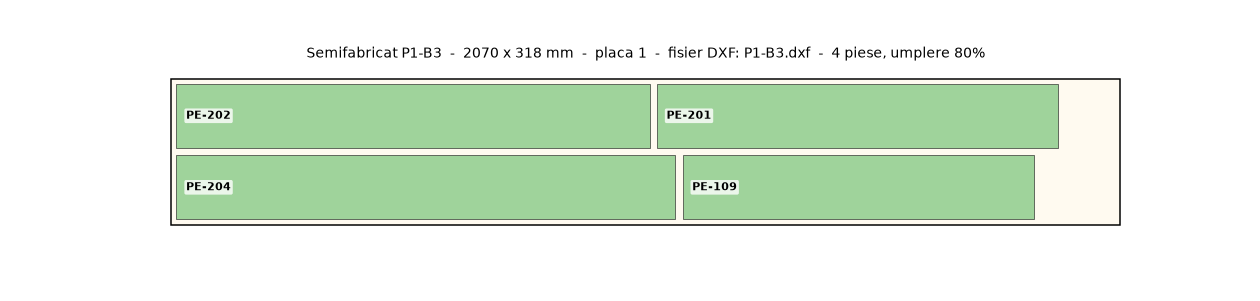 Semifabricat P1-B3 - 2070 x 318 mm - placa 1 - fisier DXF: P1-B3.dxf - 4 piese, umplere 80%
PE-202
PE-201
PE-204
PE-109